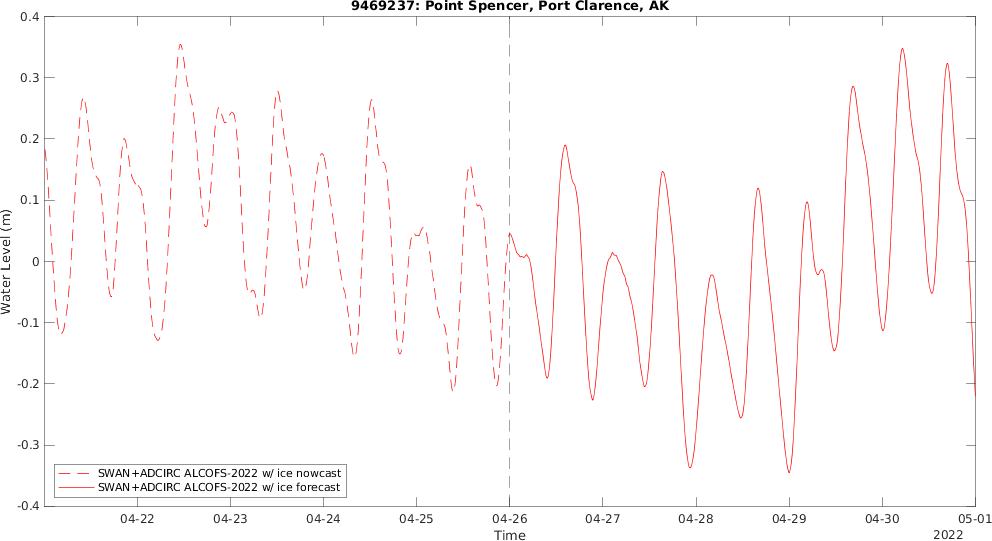 9469237: Point Spencer, Port Clarence, AK
0.4
0.3
0.2
0.1
0
-0.1
-0.2
-0.3
-0.4
Water Level (m)
SWAN+ADCIRC ALCOFS-2022 w/ ice nowcast
SWAN+ADCIRC ALCOFS-2022 w/ ice forecast
04-22 04-23 04-24 04-25 04-26 04-27 04-28 04-29 04-30 05-01
Time 2022